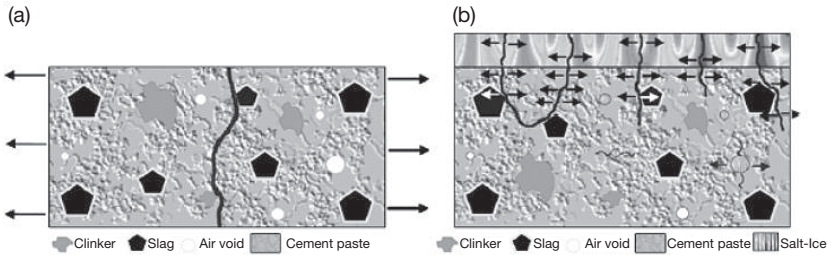 (a)
Clinker Slag Air void Cement paste
(b)
Clinker Slag Air void Cement paste Salt-Ice